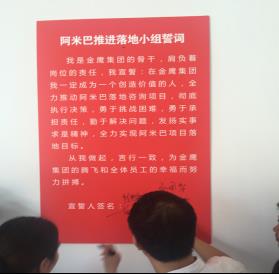 阿米巴推进落地小组誓词
我是金鹰集团的骨干，肩负着
岗位的责任，我宣誓：在金鹰集团
我一定成为一个创造价值的人，全
力推动阿米巴落地咨询项目，彻底
执行决策，勇于挑战困难，勇于承
担责任，勤于解决问题，发扬实事
求是精神，全力实现阿米巴项目落
地目标。
从我做起，言行一致，为金鹰
集团的腾飞和全体员工的幸福而努
力拼搏。
宣誓人签名：